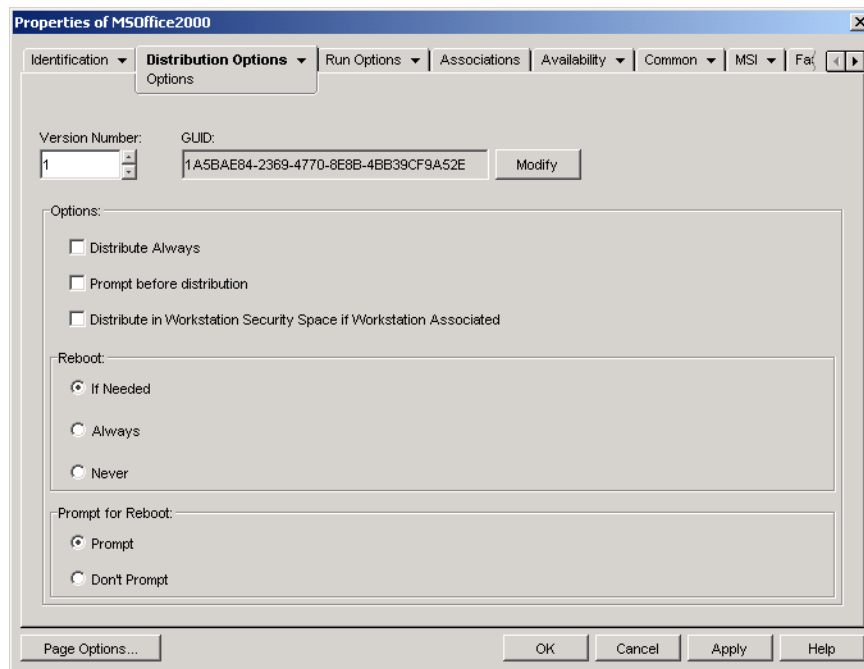 Properties of MSOffice2000
Identification Distribution Options Run Options Associations Availability Common MSI
Options
Version Number: GUID:
1 1A5BAE84-2369-4770-8E8B-4BB39CF9A52E Modify
Options:
Distribute Always
Prompt before distribution
Distribute in Workstation Security Space if Workstation Associated
Reboot:
If Needed
Always
Never
Prompt for Reboot:
Prompt
Don't Prompt
Page Options... OK Cancel Apply Help